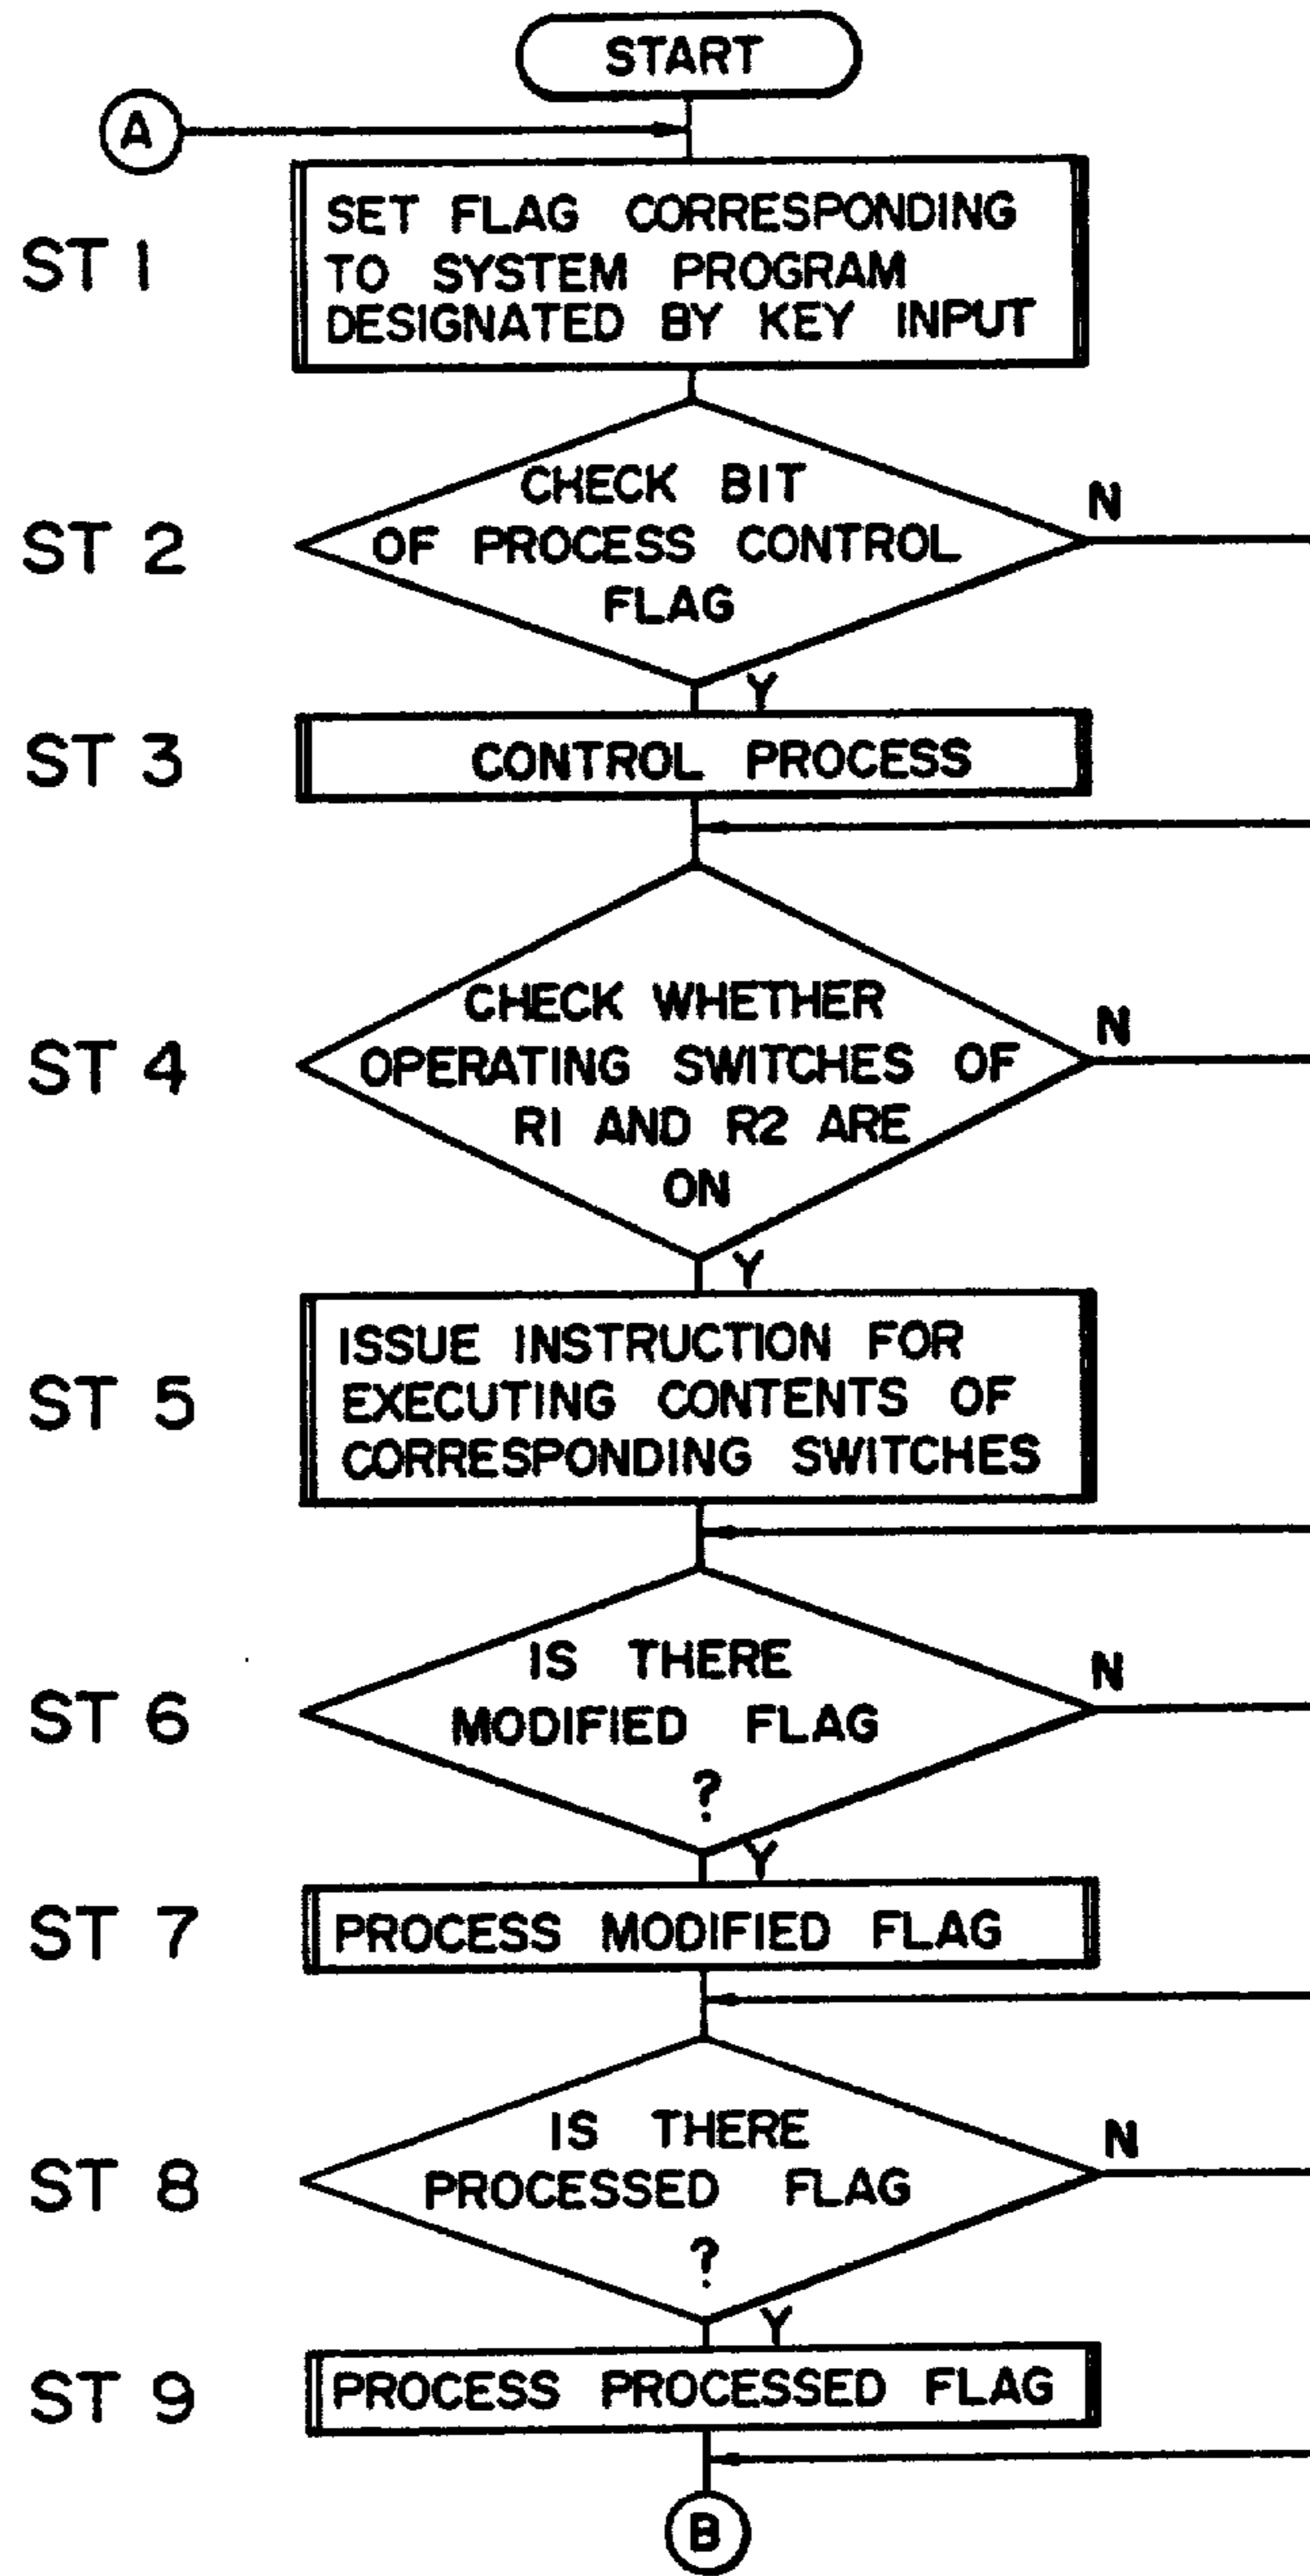 START
A
ST 1
SET FLAG CORRESPONDING
TO SYSTEM PROGRAM
DESIGNATED BY KEY INPUT
ST 2
CHECK BIT
OF PROCESS CONTROL
FLAG
N
Y
ST 3
CONTROL PROCESS
ST 4
CHECK WHETHER
OPERATING SWITCHES OF
R1 AND R2 ARE
ON
N
Y
ST 5
ISSUE INSTRUCTION FOR
EXECUTING CONTENTS OF
CORRESPONDING SWITCHES
ST 6
IS THERE
MODIFIED FLAG
?
N
Y
ST 7
PROCESS MODIFIED FLAG
ST 8
IS THERE
PROCESSED FLAG
?
N
Y
ST 9
PROCESS PROCESSED FLAG
B